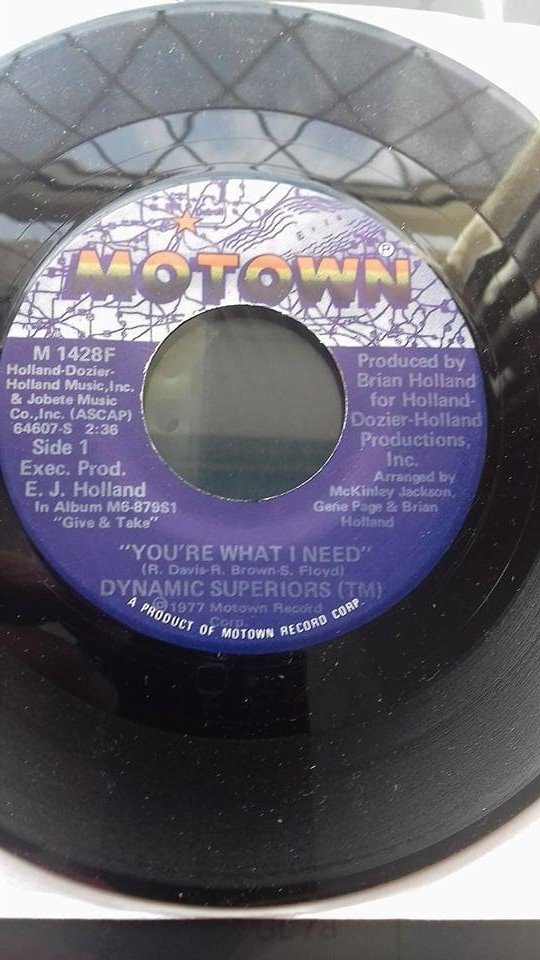 MOTOWN
®
M 1428F
Holland-Dozier-
Holland Music, Inc.
& Jobete Music
Co., Inc. (ASCAP)
64607-S 2:36
Side 1
Exec. Prod.
E. J. Holland
In Album M6-879S1
"Give & Take"
Produced by
Brian Holland
for Holland-
Dozier-Holland
Productions,
Inc.
Arranged by
McKinley Jackson,
Gene Page & Brian
Holland
"YOU'RE WHAT I NEED"
(R. Davis-R. Brown-S. Floyd)
DYNAMIC SUPERIORS (TM)
℗1977 Motown Record
Corp.
A PRODUCT OF MOTOWN RECORD CORP.